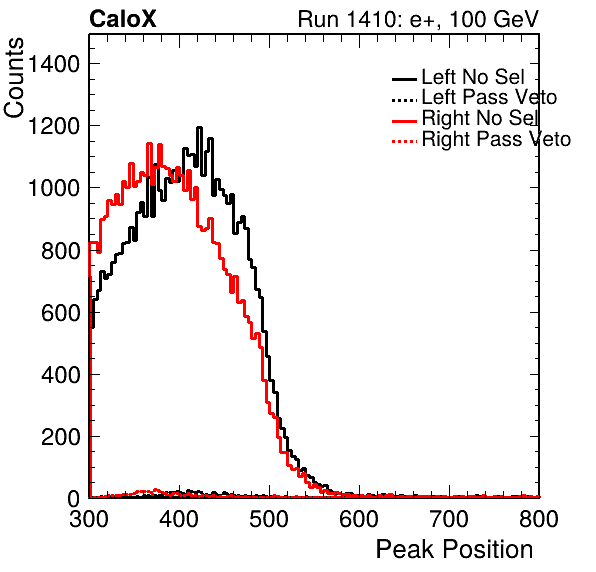 CaloX Run 1410: e+, 100 GeV
Counts
1400
1200
1000
800
600
400
200
0
Left No Sel
Left Pass Veto
Right No Sel
Right Pass Veto
300 400 500 600 700 800
Peak Position